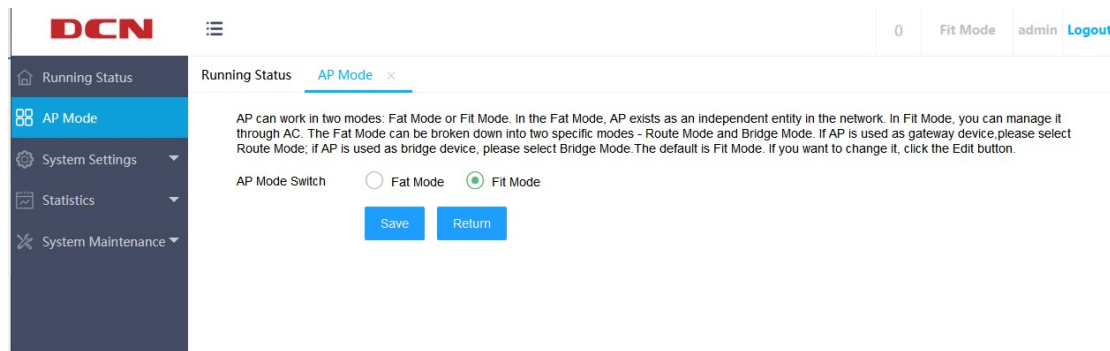 DCN
() Fit Mode admin Logout
Running Status
AP Mode
System Settings
Statistics
System Maintenance
Running Status AP Mode ×
AP can work in two modes: Fat Mode or Fit Mode. In the Fat Mode, AP exists as an independent entity in the network. In Fit Mode, you can manage it
through AC. The Fat Mode can be broken down into two specific modes - Route Mode and Bridge Mode. If AP is used as gateway device,please select
Route Mode; if AP is used as bridge device, please select Bridge Mode.The default is Fit Mode. If you want to change it, click the Edit button.
AP Mode Switch Fat Mode Fit Mode
Save Return